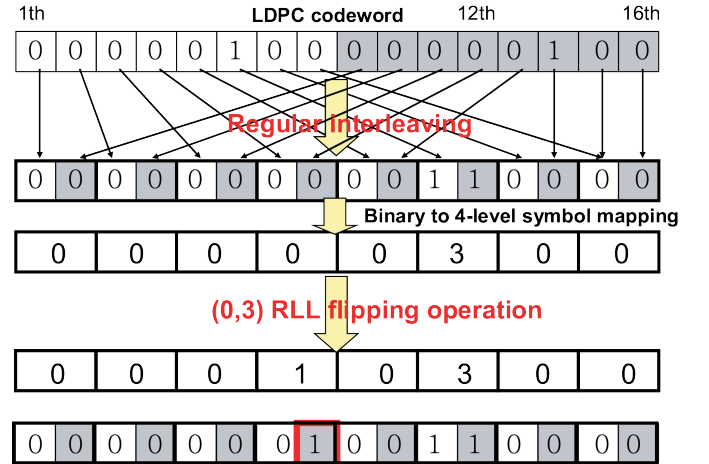 1th LDPC codeword 12th 16th
0 0 0 0 0 1 0 0 0 0 0 0 0 1 0 0
Regular interleaving
0 0 0 0 0 0 0 0 0 0 1 1 0 0 0 0
Binary to 4-level symbol mapping
0 0 0 0 0 3 0 0
(0,3) RLL flipping operation
0 0 0 1 0 3 0 0
0 0 0 0 0 0 0 1 0 0 1 1 0 0 0 0